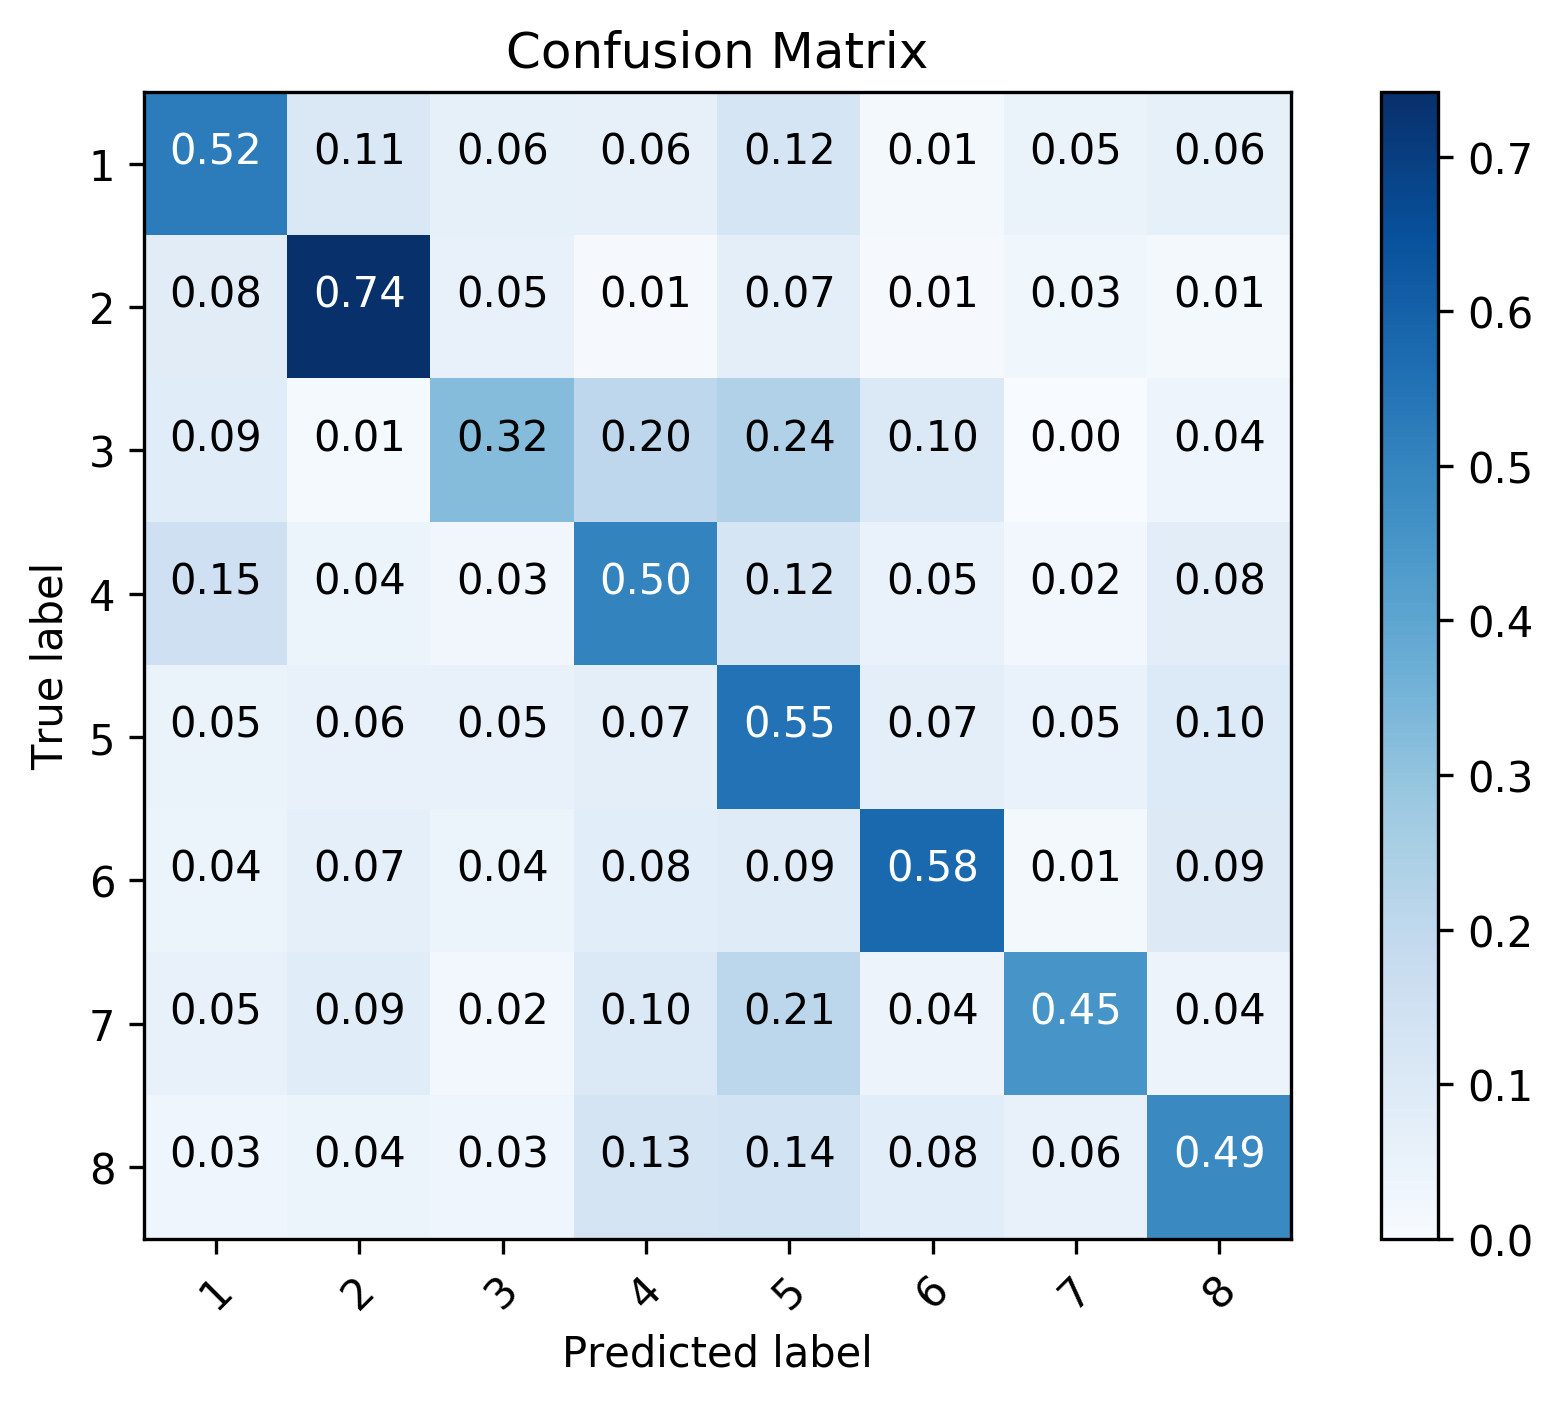 Confusion Matrix
1 0.52 0.11 0.06 0.06 0.12 0.01 0.05 0.06
2 0.08 0.74 0.05 0.01 0.07 0.01 0.03 0.01
3 0.09 0.01 0.32 0.20 0.24 0.10 0.00 0.04
4 0.15 0.04 0.03 0.50 0.12 0.05 0.02 0.08
5 0.05 0.06 0.05 0.07 0.55 0.07 0.05 0.10
6 0.04 0.07 0.04 0.08 0.09 0.58 0.01 0.09
7 0.05 0.09 0.02 0.10 0.21 0.04 0.45 0.04
8 0.03 0.04 0.03 0.13 0.14 0.08 0.06 0.49
1 2 3 4 5 6 7 8
True label
Predicted label
0.7
0.6
0.5
0.4
0.3
0.2
0.1
0.0